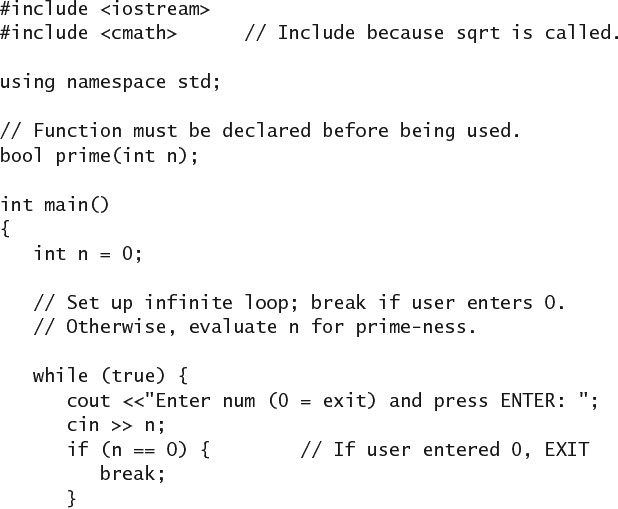 #include <iostream>
#include <cmath>      // Include because sqrt is called.
using namespace std;
// Function must be declared before being used.
bool prime(int n);
int main()
{
   int n = 0;
   // Set up infinite loop; break if user enters 0.
   // Otherwise, evaluate n for prime-ness.
   while (true) {
      cout <<"Enter num (0 = exit) and press ENTER: ";
      cin >> n;
      if (n == 0) {        // If user entered 0, EXIT
         break;
      }